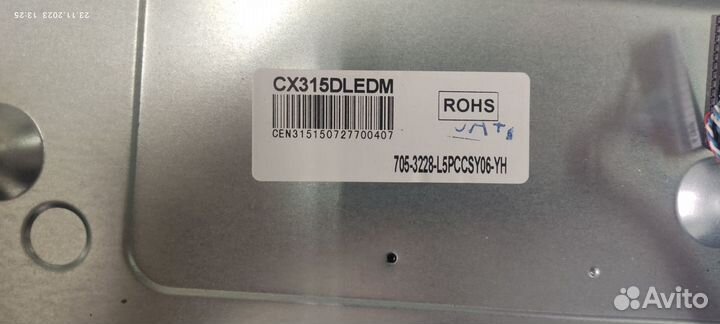 23.11.2023 13:25
CX315DLEDM
ROHS
CEN315150727700407
705-3228-L5PCCSY06-YH
Avito